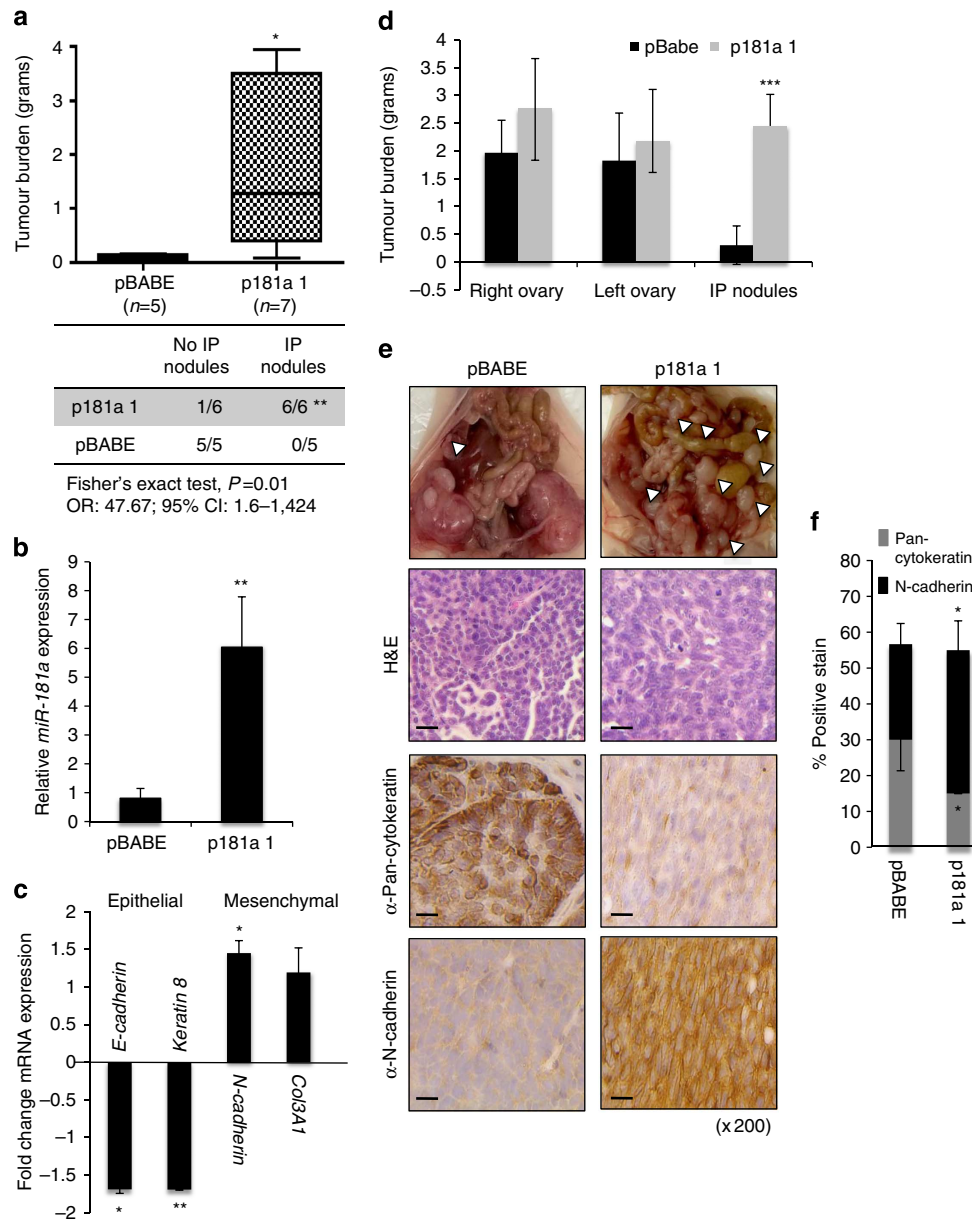 a
Tumour burden (grams)
4
3
2
1
0
*
pBABE
(n=5)
p181a 1
(n=7)
No IP nodules
IP nodules
p181a 1 1/6 6/6 **
pBABE 5/5 0/5
Fisher's exact test, P=0.01
OR: 47.67; 95% CI: 1.6–1,424
b
Relative miR-181a expression
9
8
7
6
5
4
3
2
1
0
**
pBABE
p181a 1
c
Fold change mRNA expression
Epithelial
Mesenchymal
2
1.5
1
0.5
0
–0.5
–1
–1.5
–2
E-cadherin
Keratin 8
N-cadherin
Col3A1
*
**
*
d
Tumour burden (grams)
pBabe
p181a 1
4
3.5
3
2.5
2
1.5
1
0.5
0
–0.5
***
Right ovary
Left ovary
IP nodules
e
pBABE
p181a 1
H&E
α-Pan-cytokeratin
α-N-cadherin
(x 200)
f
Pan-
cytokeratin
N-cadherin
% Positive stain
80
70
60
50
40
30
20
10
0
*
*
pBABE
p181a 1